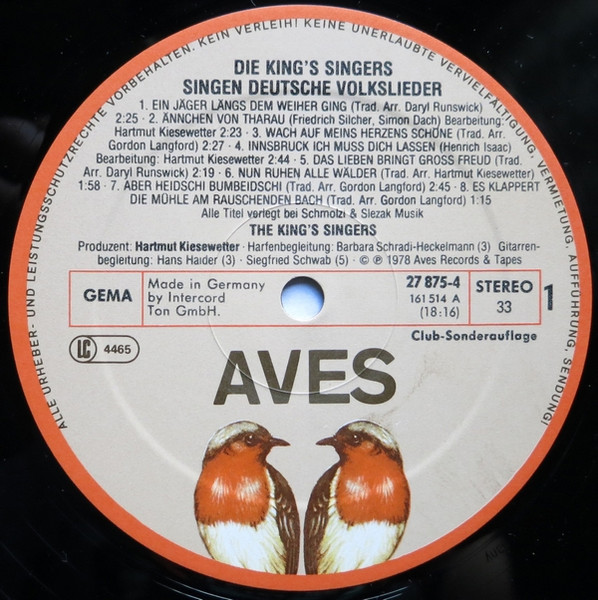 ALLE URHEBER- UND LEISTUNGSSCHUTZRECHTE VORBEHALTEN. KEIN VERLEIH! KEINE UNERLAUBTE VERVIELFÄLTIGUNG, VERMIETUNG, AUFFÜHRUNG, SENDUNG!
DIE KING'S SINGERS
SINGEN DEUTSCHE VOLKSLIEDER
1. EIN JÄGER LÄNGS DEM WEIHER GING (Trad. Arr. Daryl Runswick)
2:25 · 2. ÄNNCHEN VON THARAU (Friedrich Silcher, Simon Dach) Bearbeitung:
Hartmut Kiesewetter 2:23 · 3. WACH AUF MEINS HERZENS SCHÖNE (Trad. Arr.
Gordon Langford) 2:27 · 4. INNSBRUCK ICH MUSS DICH LASSEN (Henrich Isaac)
Bearbeitung: Hartmut Kiesewetter 2:44 · 5. DAS LIEBEN BRINGT GROSS FREUD (Trad.
Arr. Daryl Runswick) 2:19 · 6. NUN RUHEN ALLE WÄLDER (Trad. Arr. Hartmut Kiesewetter)
1:58 · 7. ABER HEIDSCHI BUMBEIDSCHI (Trad. Arr. Gordon Langford) 2:45 · 8. ES KLAPPERT
DIE MÜHLE AM RAUSCHENDEN BACH (Trad. Arr. Gordon Langford) 1:15
Alle Titel verlegt bei Schmolzi & Slezak Musik
THE KING'S SINGERS
Produzent: Hartmut Kiesewetter · Harfenbegleitung: Barbara Schradi-Heckelmann (3) Gitarren-
begleitung: Hans Haider (3) · Siegfried Schwab (5) · © ℗ 1978 Aves Records & Tapes
GEMA
Made in Germany
by Intercord
Ton GmbH.
27 875-4
161 514 A
(18:16)
STEREO
33
1
Club-Sonderauflage
LC 4465
AVES